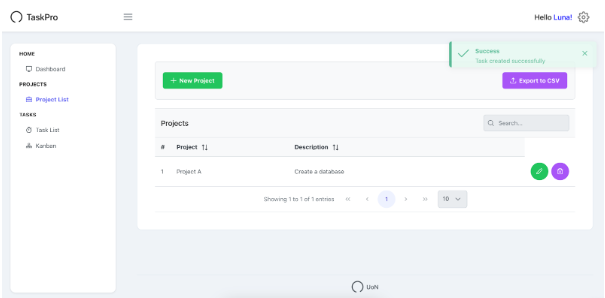 TaskPro
Hello Luna!
Success
Task created successfully
HOME
Dashboard
PROJECTS
Project List
TASKS
Task List
Kanban
+ New Project
Export to CSV
Projects
Search...
# Project Description
1 Project A Create a database
Showing 1 to 1 of 1 entries << < 1 > >> 10
UoN